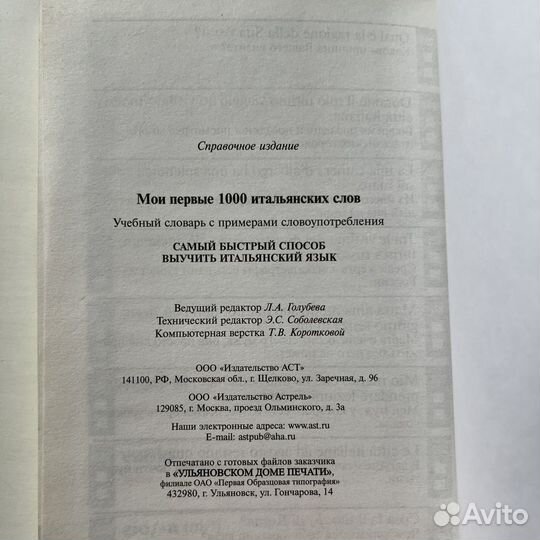 Справочное издание
Мои первые 1000 итальянских слов
Учебный словарь с примерами словоупотребления
САМЫЙ БЫСТРЫЙ СПОСОБ
ВЫУЧИТЬ ИТАЛЬЯНСКИЙ ЯЗЫК
Ведущий редактор Л.А. Голубева
Технический редактор Э.С. Соболевская
Компьютерная верстка Т.В. Коротковой
ООО «Издательство АСТ»
141100, РФ, Московская обл., г. Щелково, ул. Заречная, д. 96
ООО «Издательство Астрель»
129085, г. Москва, проезд Ольминского, д. 3а
Наши электронные адреса: www.ast.ru
E-mail: astpub@aha.ru
Отпечатано с готовых файлов заказчика
в «УЛЬЯНОВСКОМ ДОМЕ ПЕЧАТИ»,
филиале ОАО «Первая Образцовая типография»
432980, г. Ульяновск, ул. Гончарова, 14
Avito